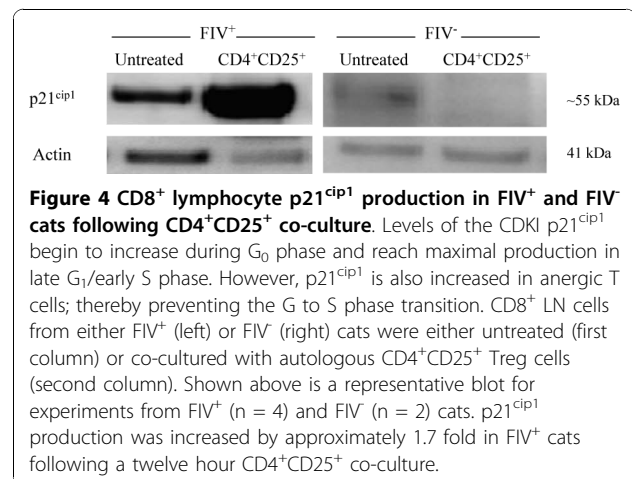 FIV⁺ FIV⁻
Untreated CD4⁺CD25⁺ Untreated CD4⁺CD25⁺
p21ᶜⁱᵖ¹ ~55 kDa
Actin 41 kDa
Figure 4 CD8⁺ lymphocyte p21ᶜⁱᵖ¹ production in FIV⁺ and FIV⁻
cats following CD4⁺CD25⁺ co-culture. Levels of the CDKI p21ᶜⁱᵖ¹
begin to increase during G₀ phase and reach maximal production in
late G₁/early S phase. However, p21ᶜⁱᵖ¹ is also increased in anergic T
cells; thereby preventing the G to S phase transition. CD8⁺ LN cells
from either FIV⁺ (left) or FIV⁻ (right) cats were either untreated (first
column) or co-cultured with autologous CD4⁺CD25⁺ Treg cells
(second column). Shown above is a representative blot for
experiments from FIV⁺ (n = 4) and FIV⁻ (n = 2) cats. p21ᶜⁱᵖ¹
production was increased by approximately 1.7 fold in FIV⁺ cats
following a twelve hour CD4⁺CD25⁺ co-culture.